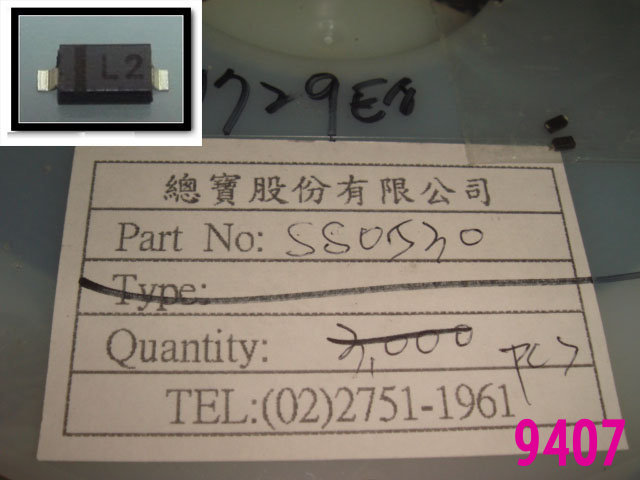 L2
729E8
總寶股份有限公司
Part No: SS0530
Type:
Quantity: 3,000 PCS
TEL:(02)2751-1961
9407